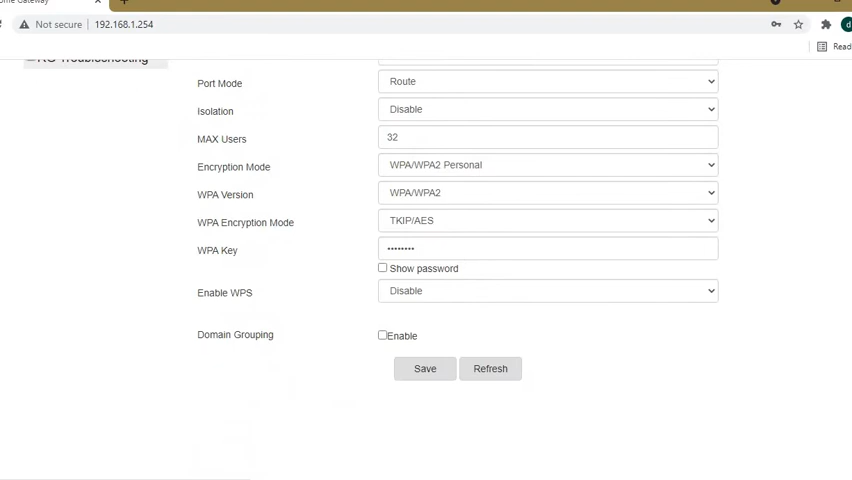 ome Gateway
Not secure 192.168.1.254
Read
RG Troubleshooting
Port Mode Route
Isolation Disable
MAX Users 32
Encryption Mode WPA/WPA2 Personal
WPA Version WPA/WPA2
WPA Encryption Mode TKIP/AES
WPA Key ••••••••
Show password
Enable WPS Disable
Domain Grouping Enable
Save Refresh